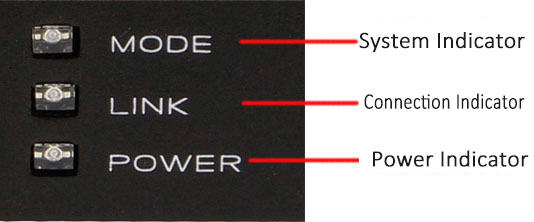 MODE System Indicator
LINK Connection Indicator
POWER Power Indicator